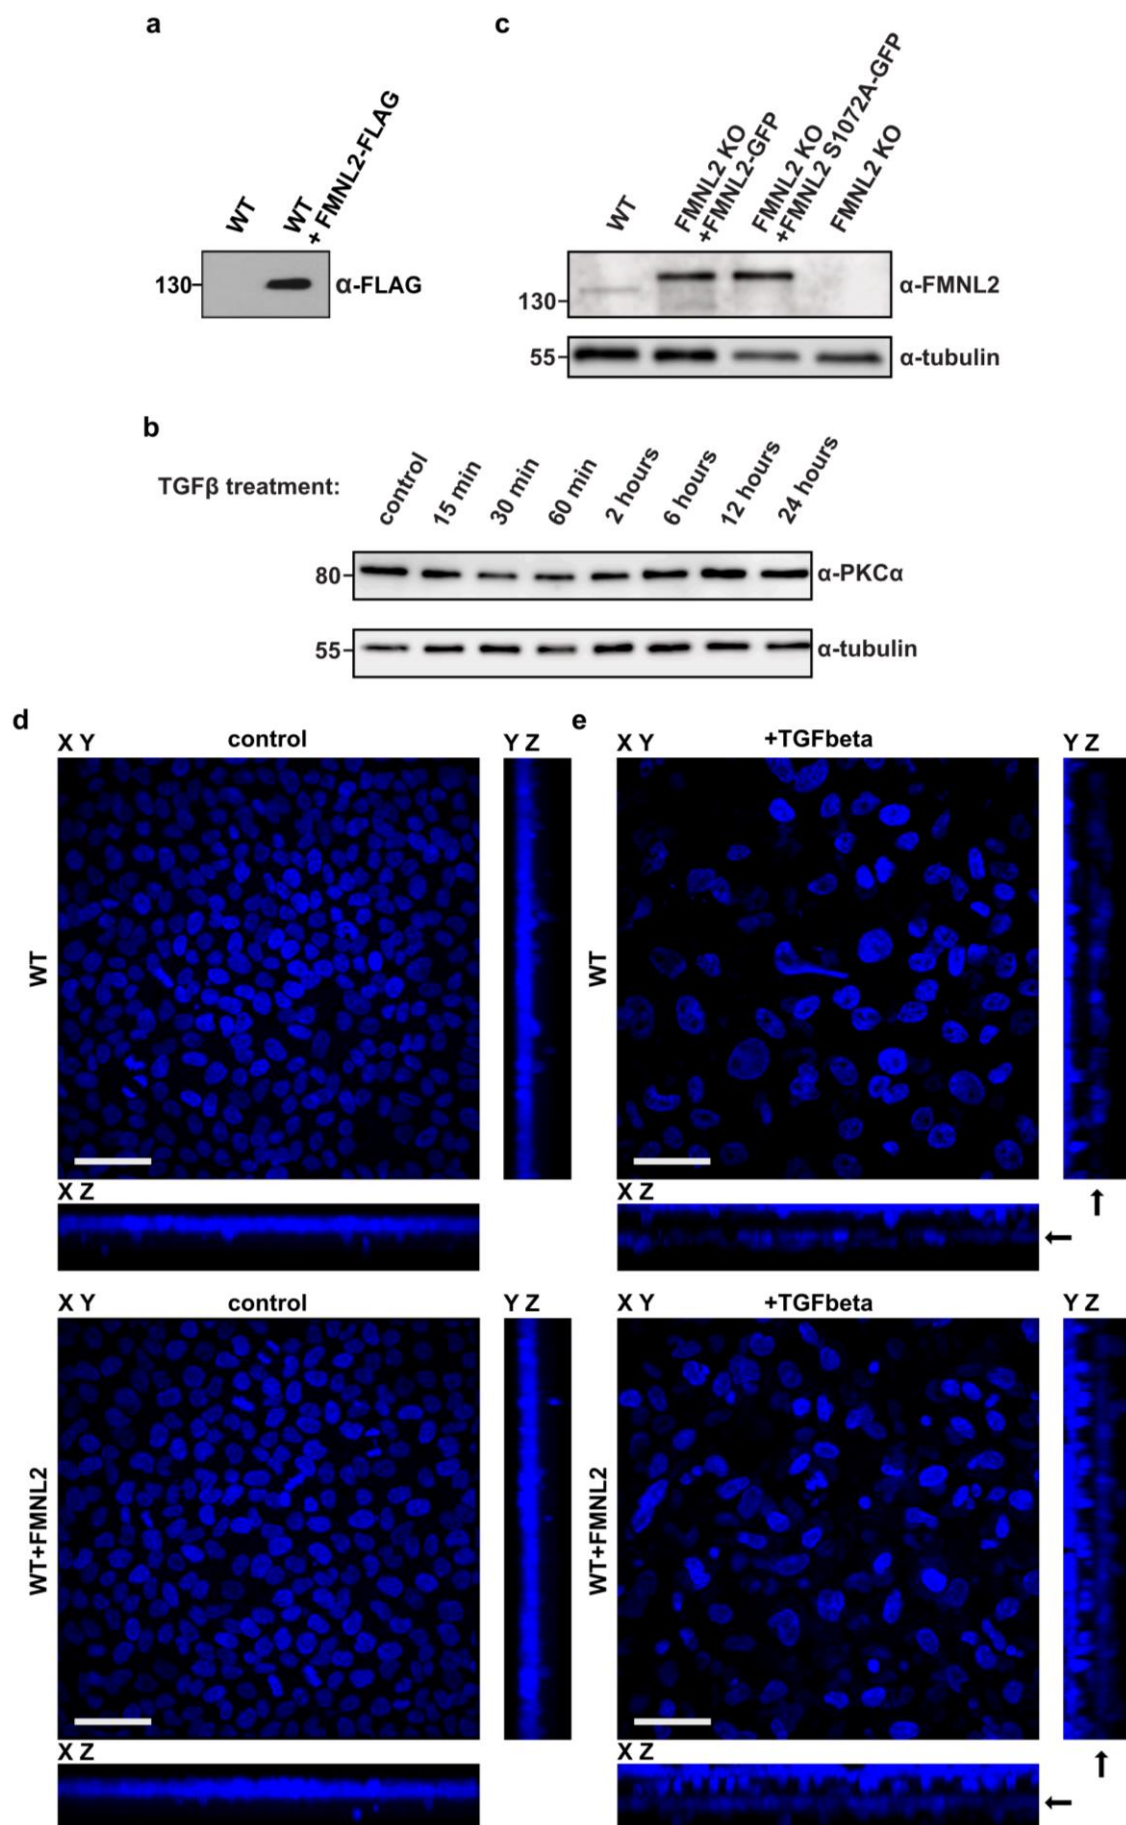 a
WT
WT
+ FMNL2-FLAG
130
α-FLAG
c
WT
FMNL2 KO
+FMNL2-GFP
FMNL2 KO
+FMNL2 S1072A-GFP
FMNL2 KO
130
α-FMNL2
55
α-tubulin
b
TGFβ treatment:
control
15 min
30 min
60 min
2 hours
6 hours
12 hours
24 hours
80
α-PKCα
55
α-tubulin
d
X Y
control
Y Z
WT
X Z
X Y
control
Y Z
WT+FMNL2
X Z
e
X Y
+TGFbeta
Y Z
WT
X Z
X Y
+TGFbeta
Y Z
WT+FMNL2
X Z